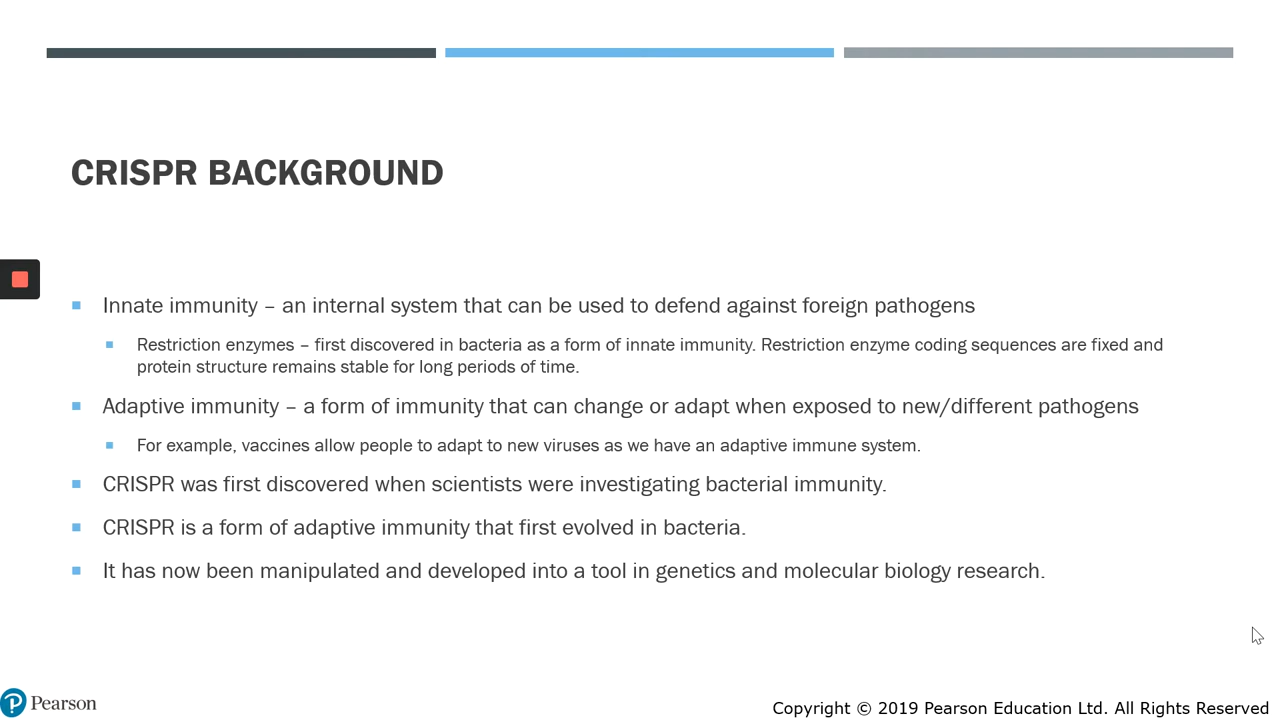 CRISPR BACKGROUND
Innate immunity – an internal system that can be used to defend against foreign pathogens
Restriction enzymes – first discovered in bacteria as a form of innate immunity. Restriction enzyme coding sequences are fixed and
protein structure remains stable for long periods of time.
Adaptive immunity – a form of immunity that can change or adapt when exposed to new/different pathogens
For example, vaccines allow people to adapt to new viruses as we have an adaptive immune system.
CRISPR was first discovered when scientists were investigating bacterial immunity.
CRISPR is a form of adaptive immunity that first evolved in bacteria.
It has now been manipulated and developed into a tool in genetics and molecular biology research.
Pearson
Copyright © 2019 Pearson Education Ltd. All Rights Reserved